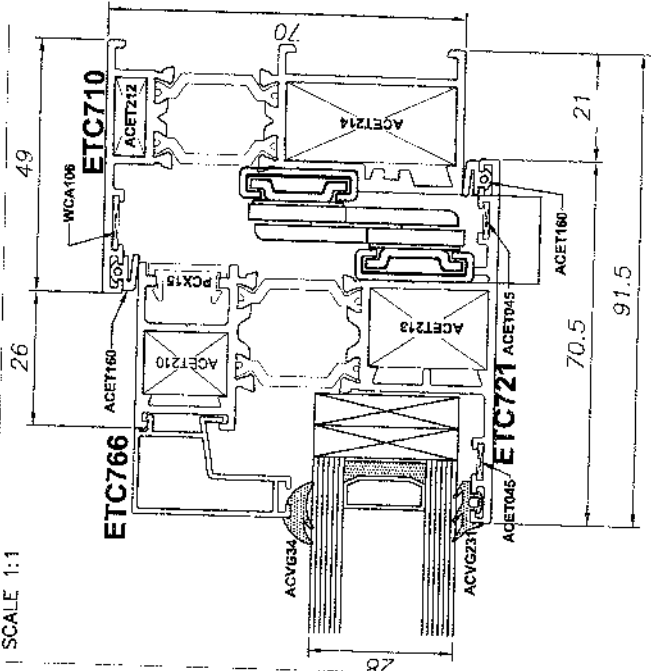 SCALE 1:1
70
49
26
21
70.5
91.5
28
WCA106
ETC710
ACET212
ACET214
ACET160
PCX15
ACET210
ACET213
ETC766
ACET160
ACET045
ETC721
ACET045
ACVG34
ACVG231